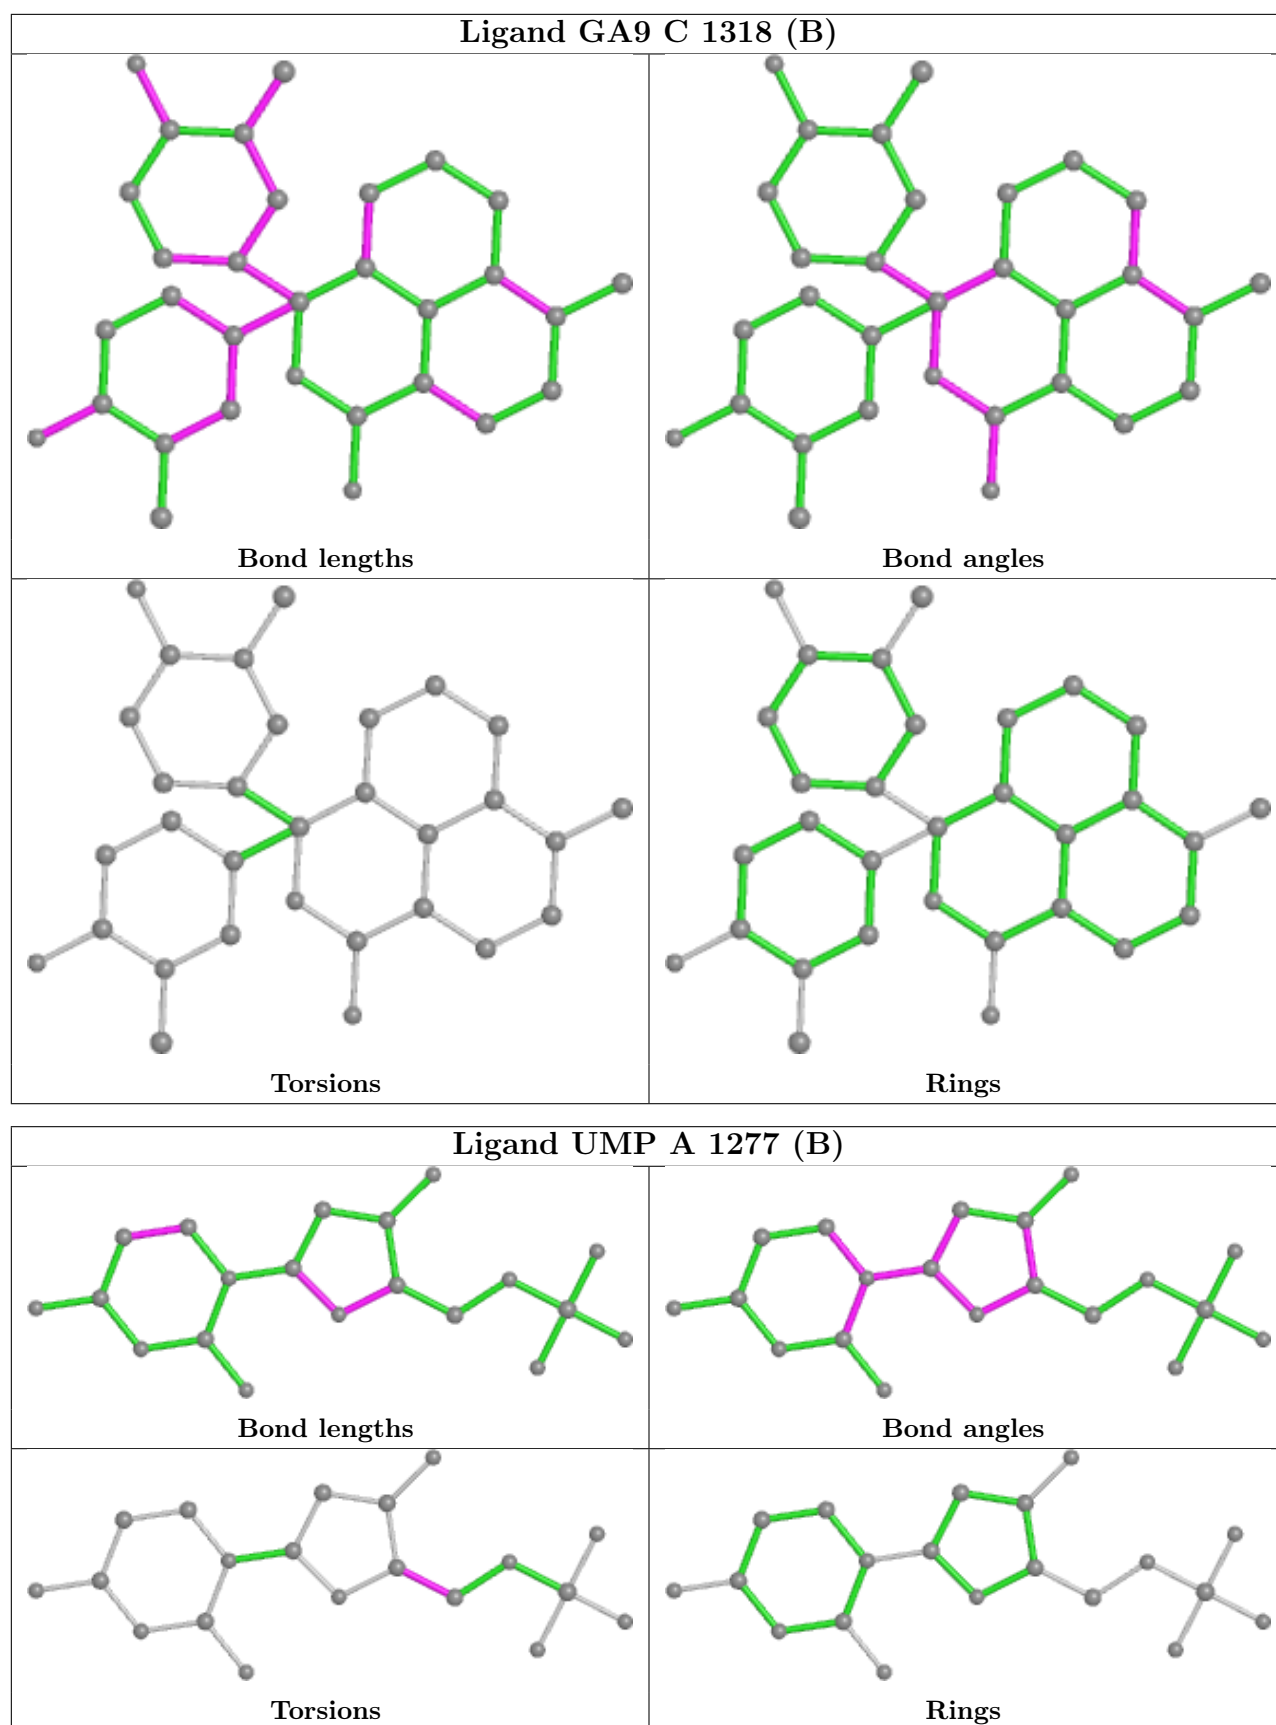 Ligand GA9 C 1318 (B)
Bond lengths
Bond angles
Torsions
Rings
Ligand UMP A 1277 (B)
Bond lengths
Bond angles
Torsions
Rings